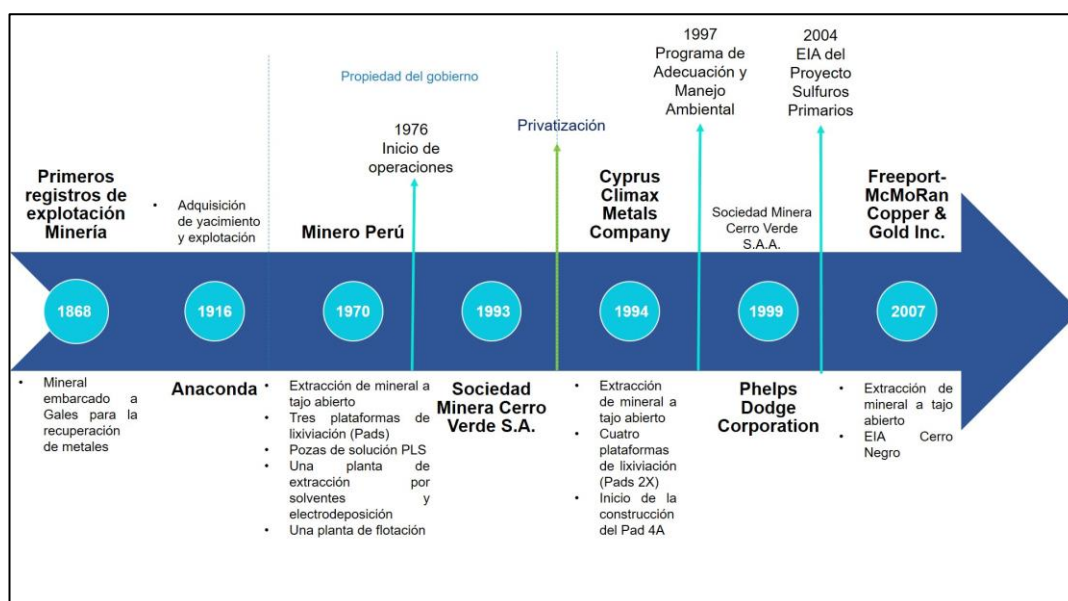 Propiedad del gobierno
1976
Inicio de
operaciones
Privatización
1997
Programa de
Adecuación y
Manejo
Ambiental
2004
EIA del
Proyecto
Sulfuros
Primarios
Primeros
registros de
explotación
Minería
• Adquisición
de yacimiento
y explotación
Minero Perú
Cyprus
Climax
Metals
Company
Sociedad Minera
Cerro Verde
S.A.A.
Freeport-
McMoRan
Copper &
Gold Inc.
1868
1916
1970
1993
1994
1999
2007
• Mineral
embarcado a
Gales para la
recuperación
de metales
Anaconda
• Extracción de mineral a
tajo abierto
• Tres plataformas de
lixiviación (Pads)
• Pozas de solución PLS
• Una planta de
extracción por
solventes y
electrodeposición
• Una planta de flotación
Sociedad
Minera Cerro
Verde S.A.
• Extracción
de mineral a
tajo abierto
• Cuatro
plataformas
de lixiviación
(Pads 2X)
• Inicio de la
construcción
del Pad 4A
Phelps
Dodge
Corporation
• Extracción de
mineral a tajo
abierto
• EIA Cerro
Negro